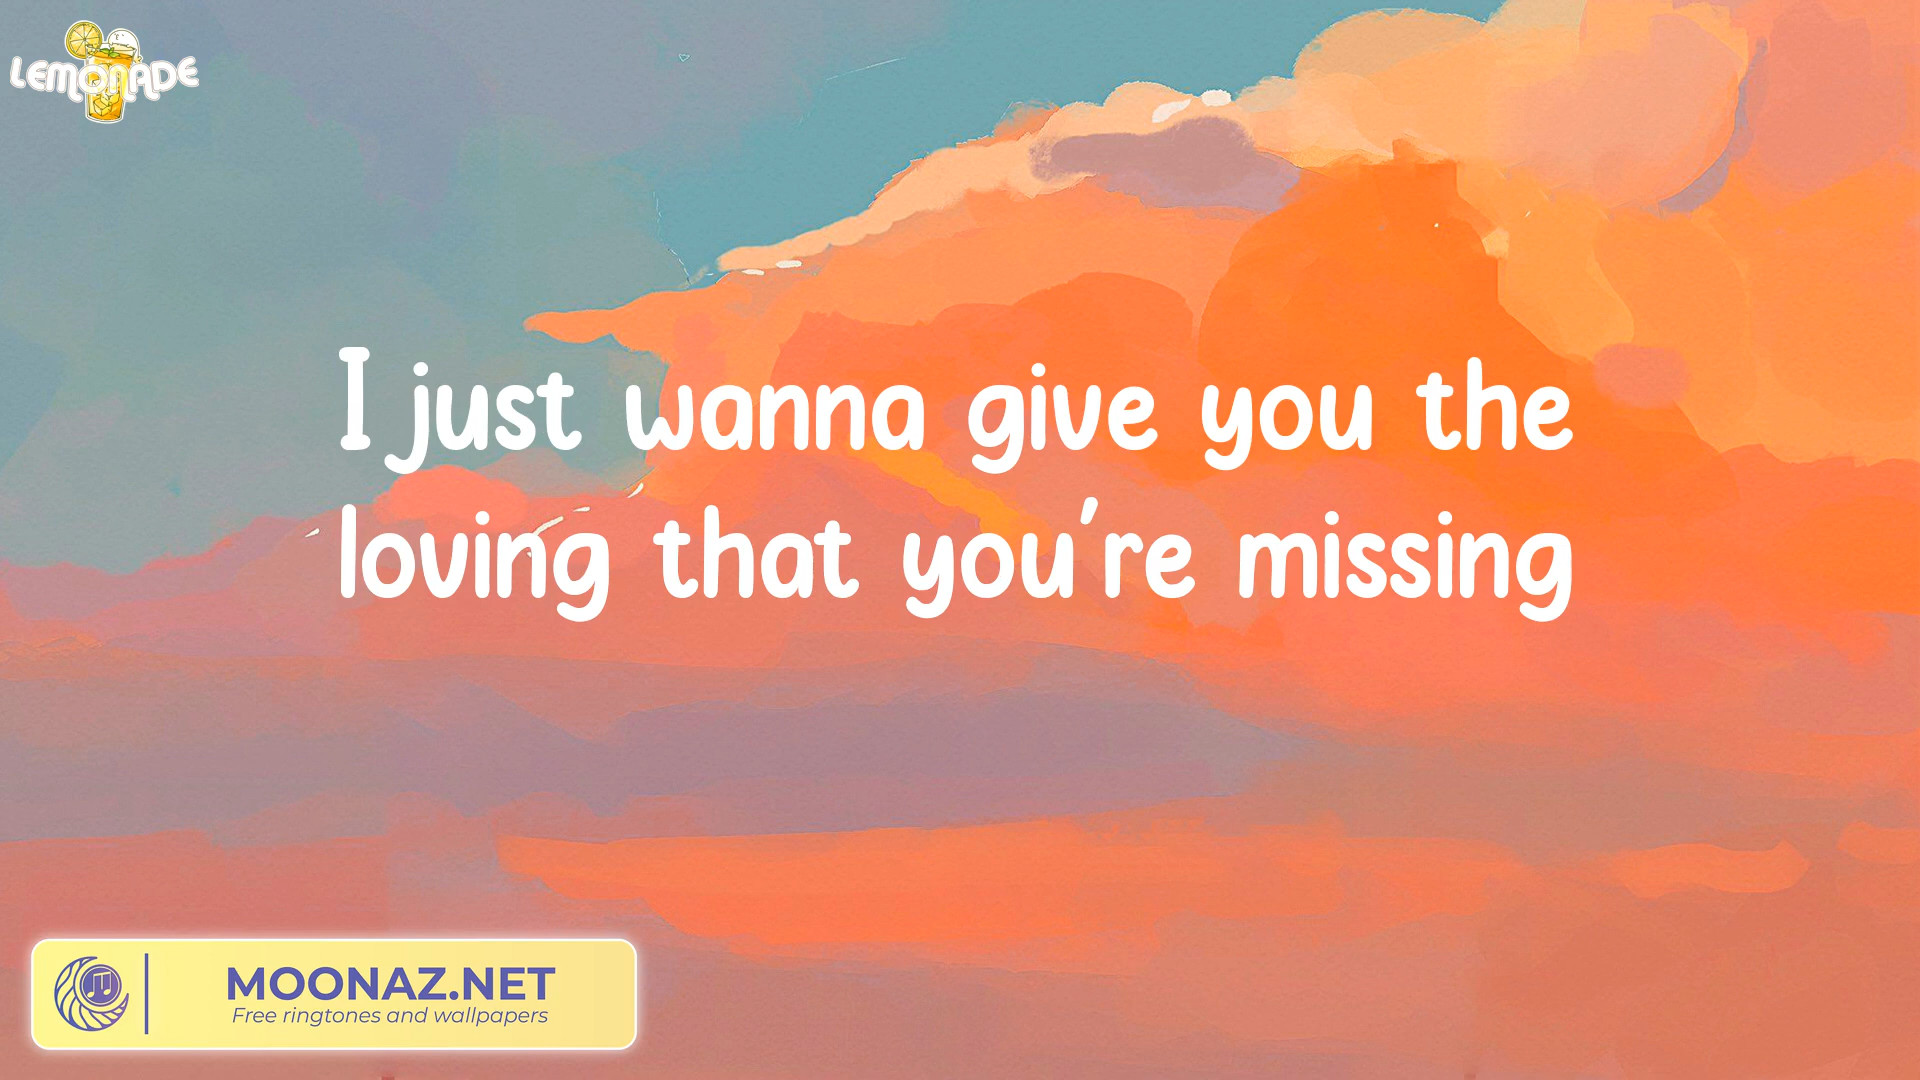 LEMONADE
I just wanna give you the
loving that you're missing
MOONAZ.NET
Free ringtones and wallpapers